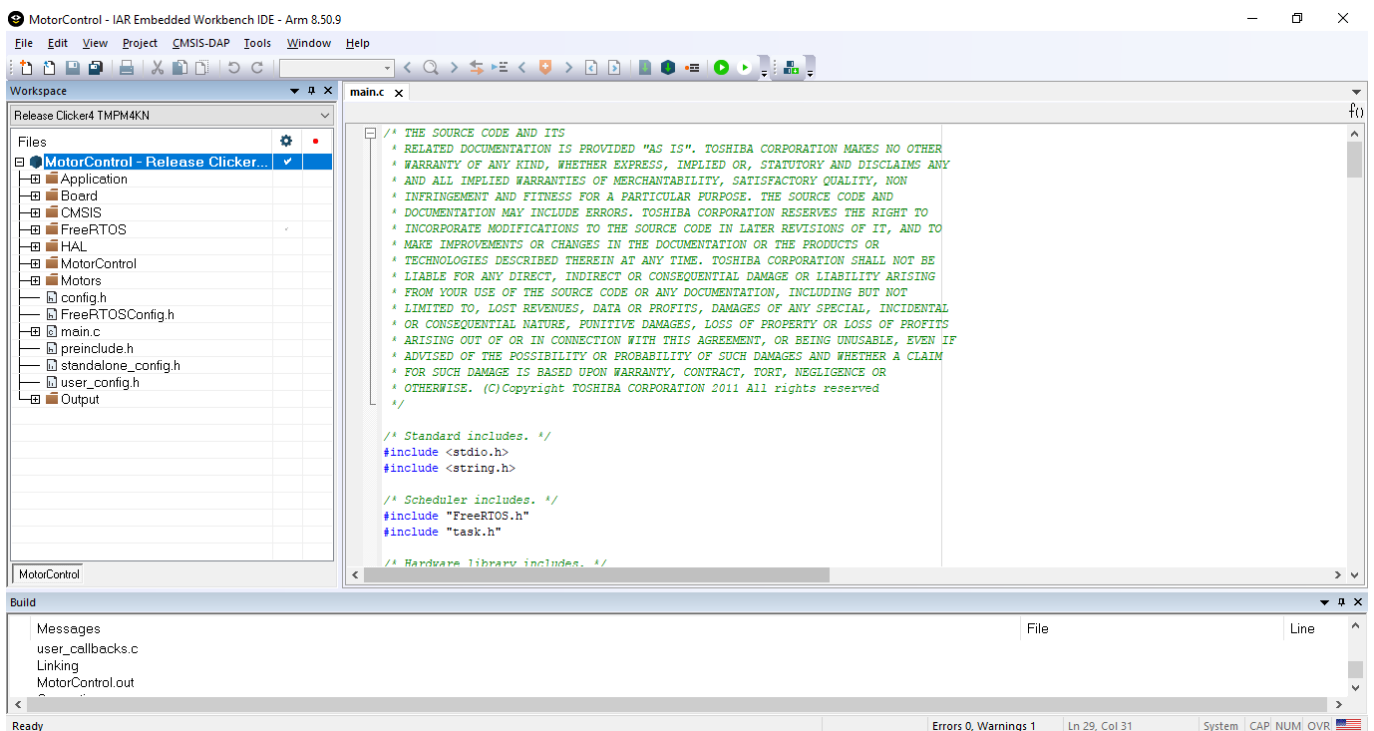 MotorControl - IAR Embedded Workbench IDE - Arm 8.50.9
File Edit View Project CMSIS-DAP Tools Window Help
Workspace
Release Clicker4 TMPM4KN
Files
MotorControl - Release Clicker...
Application
Board
CMSIS
FreeRTOS
HAL
MotorControl
Motors
config.h
FreeRTOSConfig.h
main.c
preinclude.h
standalone_config.h
user_config.h
Output
MotorControl
main.c
f()
/* THE SOURCE CODE AND ITS
* RELATED DOCUMENTATION IS PROVIDED "AS IS". TOSHIBA CORPORATION MAKES NO OTHER
* WARRANTY OF ANY KIND, WHETHER EXPRESS, IMPLIED OR, STATUTORY AND DISCLAIMS ANY
* AND ALL IMPLIED WARRANTIES OF MERCHANTABILITY, SATISFACTORY QUALITY, NON
* INFRINGEMENT AND FITNESS FOR A PARTICULAR PURPOSE. THE SOURCE CODE AND
* DOCUMENTATION MAY INCLUDE ERRORS. TOSHIBA CORPORATION RESERVES THE RIGHT TO
* INCORPORATE MODIFICATIONS TO THE SOURCE CODE IN LATER REVISIONS OF IT, AND TO
* MAKE IMPROVEMENTS OR CHANGES IN THE DOCUMENTATION OR THE PRODUCTS OR
* TECHNOLOGIES DESCRIBED THEREIN AT ANY TIME. TOSHIBA CORPORATION SHALL NOT BE
* LIABLE FOR ANY DIRECT, INDIRECT OR CONSEQUENTIAL DAMAGE OR LIABILITY ARISING
* FROM YOUR USE OF THE SOURCE CODE OR ANY DOCUMENTATION, INCLUDING BUT NOT
* LIMITED TO, LOST REVENUES, DATA OR PROFITS, DAMAGES OF ANY SPECIAL, INCIDENTAL
* OR CONSEQUENTIAL NATURE, PUNITIVE DAMAGES, LOSS OF PROPERTY OR LOSS OF PROFITS
* ARISING OUT OF OR IN CONNECTION WITH THIS AGREEMENT, OR BEING UNUSABLE, EVEN IF
* ADVISED OF THE POSSIBILITY OR PROBABILITY OF SUCH DAMAGES AND WHETHER A CLAIM
* FOR SUCH DAMAGE IS BASED UPON WARRANTY, CONTRACT, TORT, NEGLIGENCE OR
* OTHERWISE. (C)Copyright TOSHIBA CORPORATION 2011 All rights reserved
*/
/* Standard includes. */
#include <stdio.h>
#include <string.h>
/* Scheduler includes. */
#include "FreeRTOS.h"
#include "task.h"
/* Hardware library includes. */
Build
Messages File Line
user_callbacks.c
Linking
MotorControl.out
Ready Errors 0, Warnings 1 Ln 29, Col 31 System CAP NUM OVR